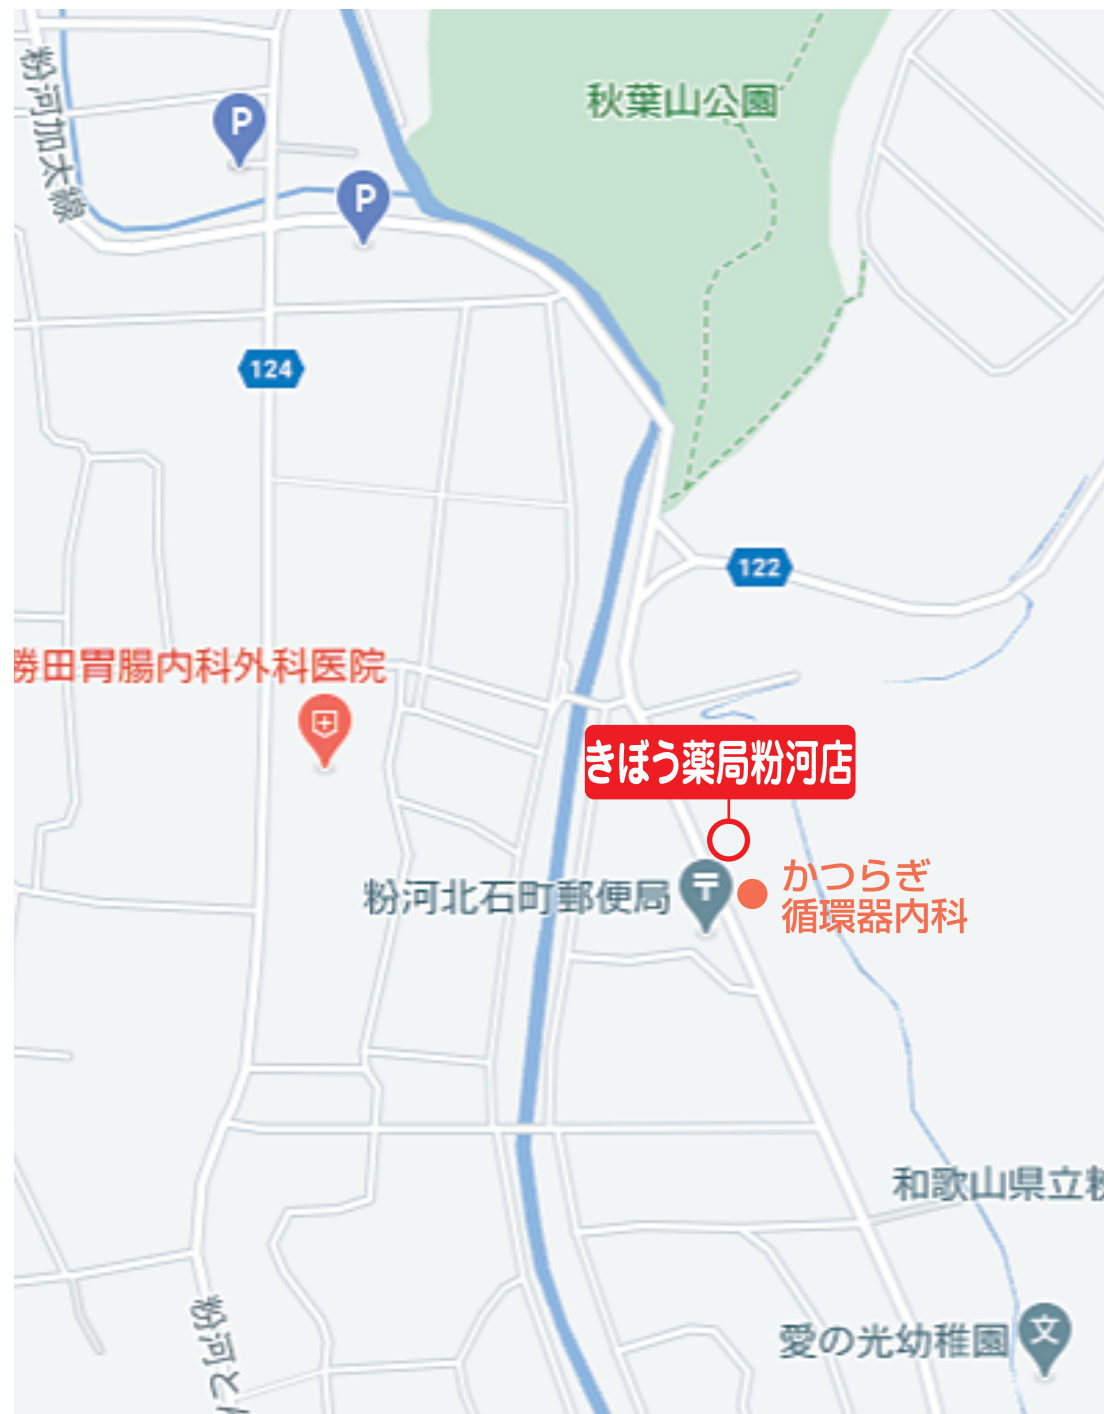 粉河加太線
P
秋葉山公園
P
124
122
勝田胃腸内科外科医院
きぼう薬局粉河店
かつらぎ
循環器内科
粉河北石町郵便局
〒
和歌山県立粉
愛の光幼稚園
文
粉河と